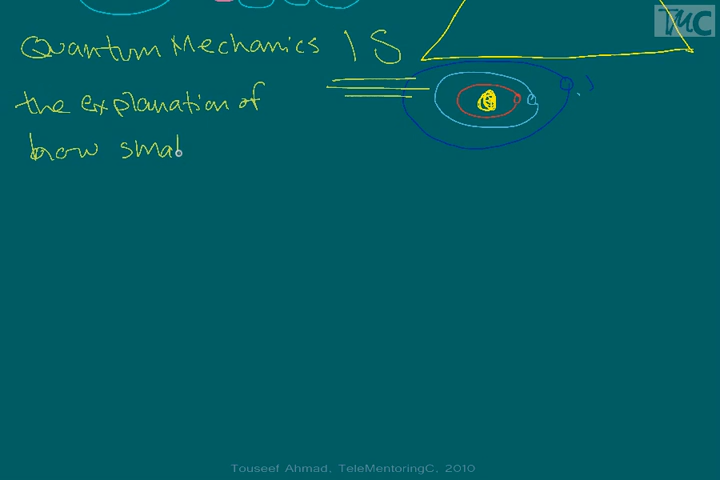 TMC
Quantum Mechanics IS
the explanation of
how smal
Touseef Ahmad, TeleMentoringC, 2010